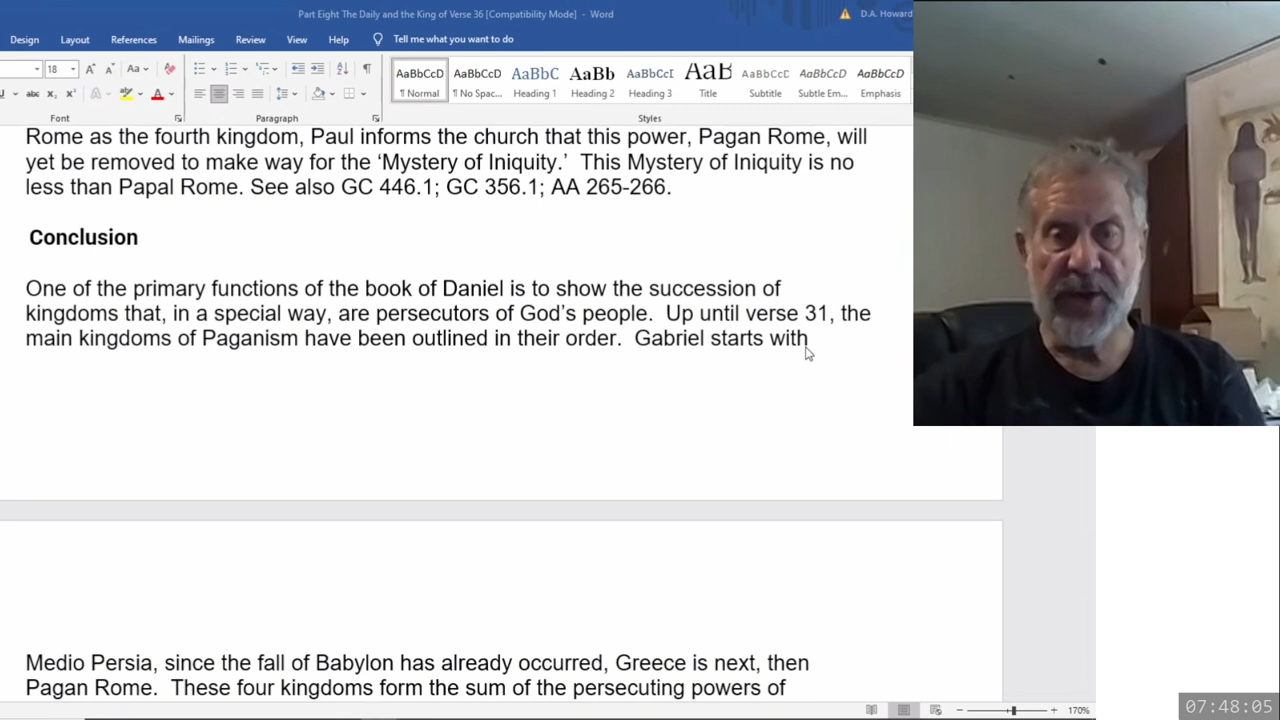 Part Eight The Daily and the King of Verse 36 [Compatibility Mode] - Word
D.A. Howard
Design Layout References Mailings Review View Help Tell me what you want to do
18 Aa
abc
AaBbCcD AaBbCcD AaBbC AaBb AaBbCcI AaB AaBbCcD AaBbCcD AaBbCcD
¶ Normal ¶ No Spac... Heading 1 Heading 2 Heading 3 Title Subtitle Subtle Em... Emphasis
Font Paragraph Styles
Rome as the fourth kingdom, Paul informs the church that this power, Pagan Rome, will
yet be removed to make way for the ‘Mystery of Iniquity.’ This Mystery of Iniquity is no
less than Papal Rome. See also GC 446.1; GC 356.1; AA 265-266.
Conclusion
One of the primary functions of the book of Daniel is to show the succession of
kingdoms that, in a special way, are persecutors of God’s people. Up until verse 31, the
main kingdoms of Paganism have been outlined in their order. Gabriel starts with
Medio Persia, since the fall of Babylon has already occurred, Greece is next, then
Pagan Rome. These four kingdoms form the sum of the persecuting powers of
170%
07:48:05